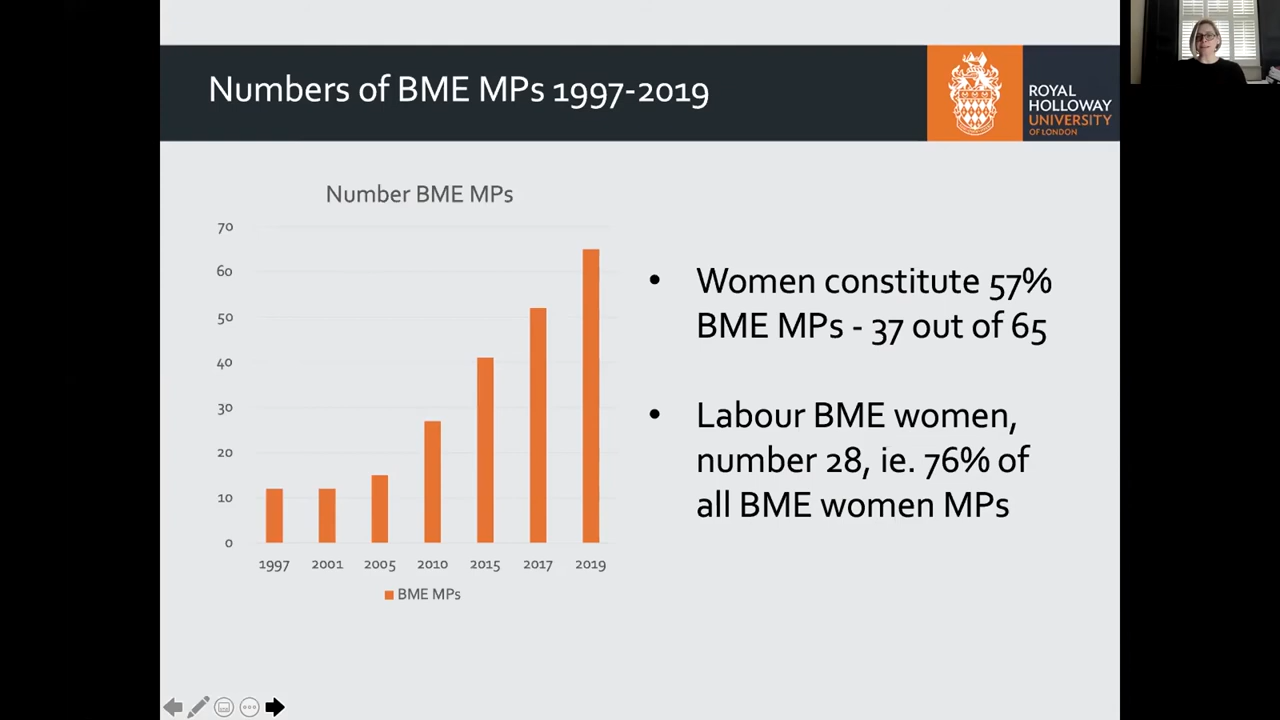 Numbers of BME MPs 1997-2019
ROYAL
HOLLOWAY
UNIVERSITY
OF LONDON
Number BME MPs
70
60
50
40
30
20
10
0
1997 2001 2005 2010 2015 2017 2019
BME MPs
• Women constitute 57%
BME MPs - 37 out of 65
• Labour BME women,
number 28, ie. 76% of
all BME women MPs